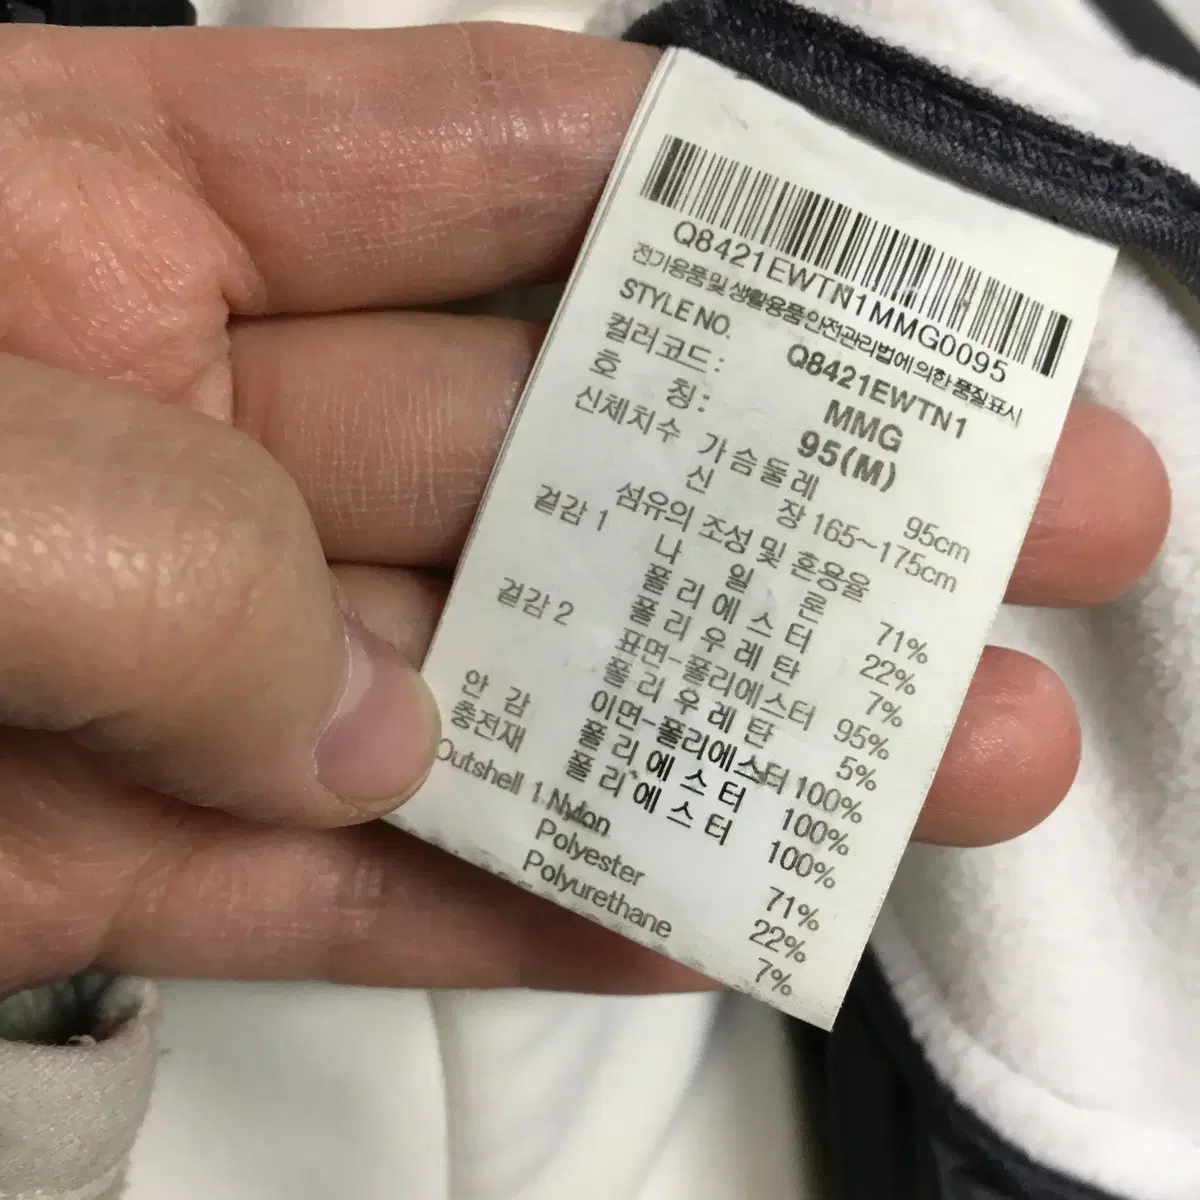 Q8421EWTN1MMG0095
전기용품 및 생활용품 안전관리법에 의한 품질표시
STYLE NO. Q8421EWTN1
컬러코드: MMG
호 칭: 95(M)
신체치수 가슴둘레 95cm
신 장 165~175cm
섬유의 조성 및 혼용율
겉감 1 나 일 론 71%
폴 리 에 스 터 22%
폴 리 우 레 탄 7%
겉감 2 표면-폴리에스터 95%
폴 리 우 레 탄 5%
이면-폴리에스터 100%
안 감 폴 리 에 스 터 100%
충전재 폴 리 에 스 터 100%
Outshell 1 Nylon 71%
Polyester 22%
Polyurethane 7%